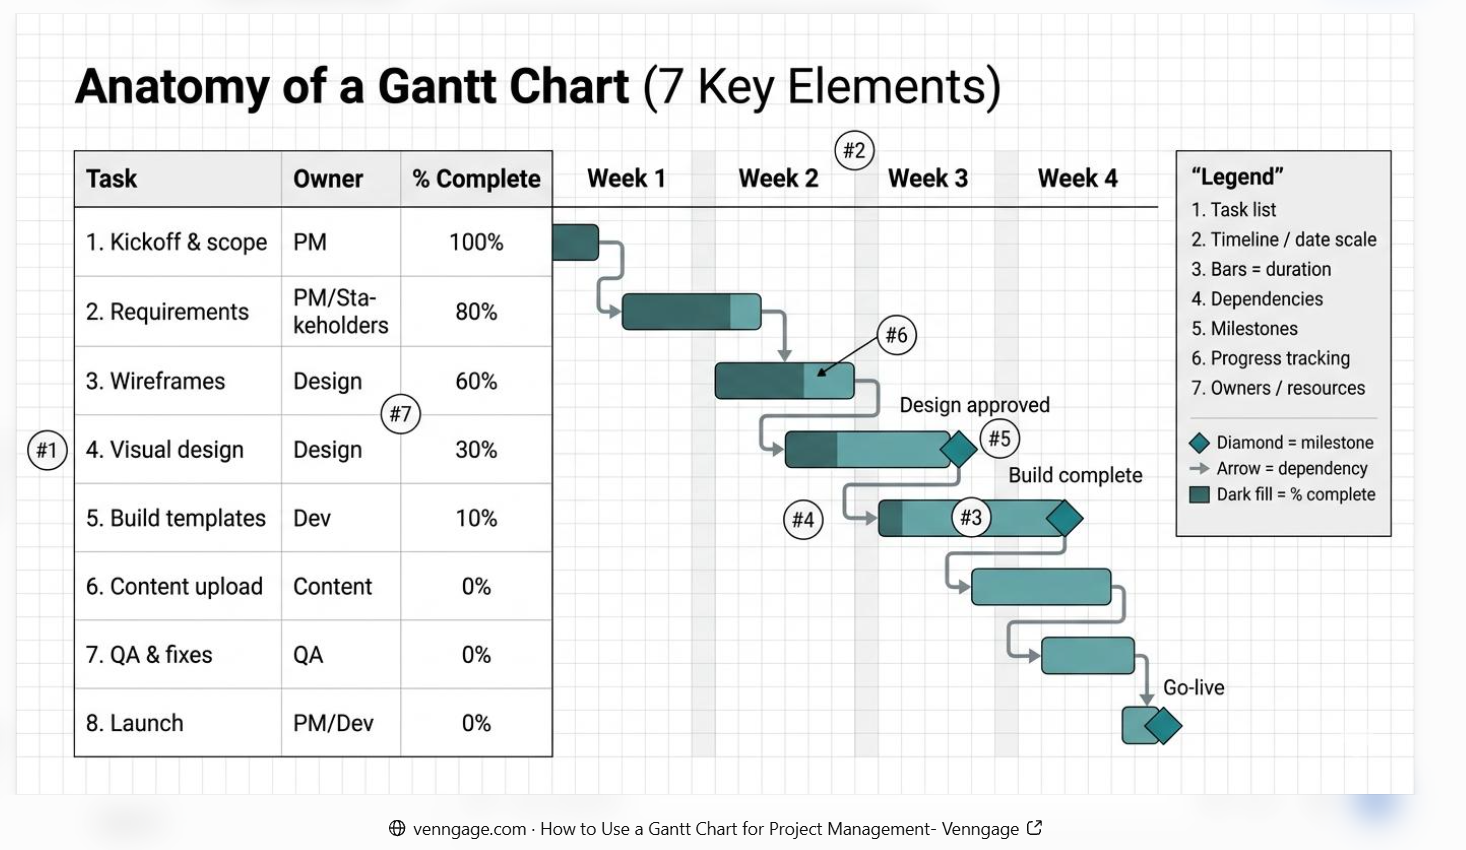 Anatomy of a Gantt Chart (7 Key Elements)
#2
Task Owner % Complete Week 1 Week 2 Week 3 Week 4
1. Kickoff & scope PM 100%
2. Requirements PM/Sta-
keholders 80%
#6
3. Wireframes Design 60%
Design approved
#7
#1
4. Visual design Design 30%
#5
Build complete
5. Build templates Dev 10%
#4
#3
6. Content upload Content 0%
7. QA & fixes QA 0%
Go-live
8. Launch PM/Dev 0%
“Legend”
1. Task list
2. Timeline / date scale
3. Bars = duration
4. Dependencies
5. Milestones
6. Progress tracking
7. Owners / resources
Diamond = milestone
Arrow = dependency
Dark fill = % complete
venngage.com · How to Use a Gantt Chart for Project Management- Venngage